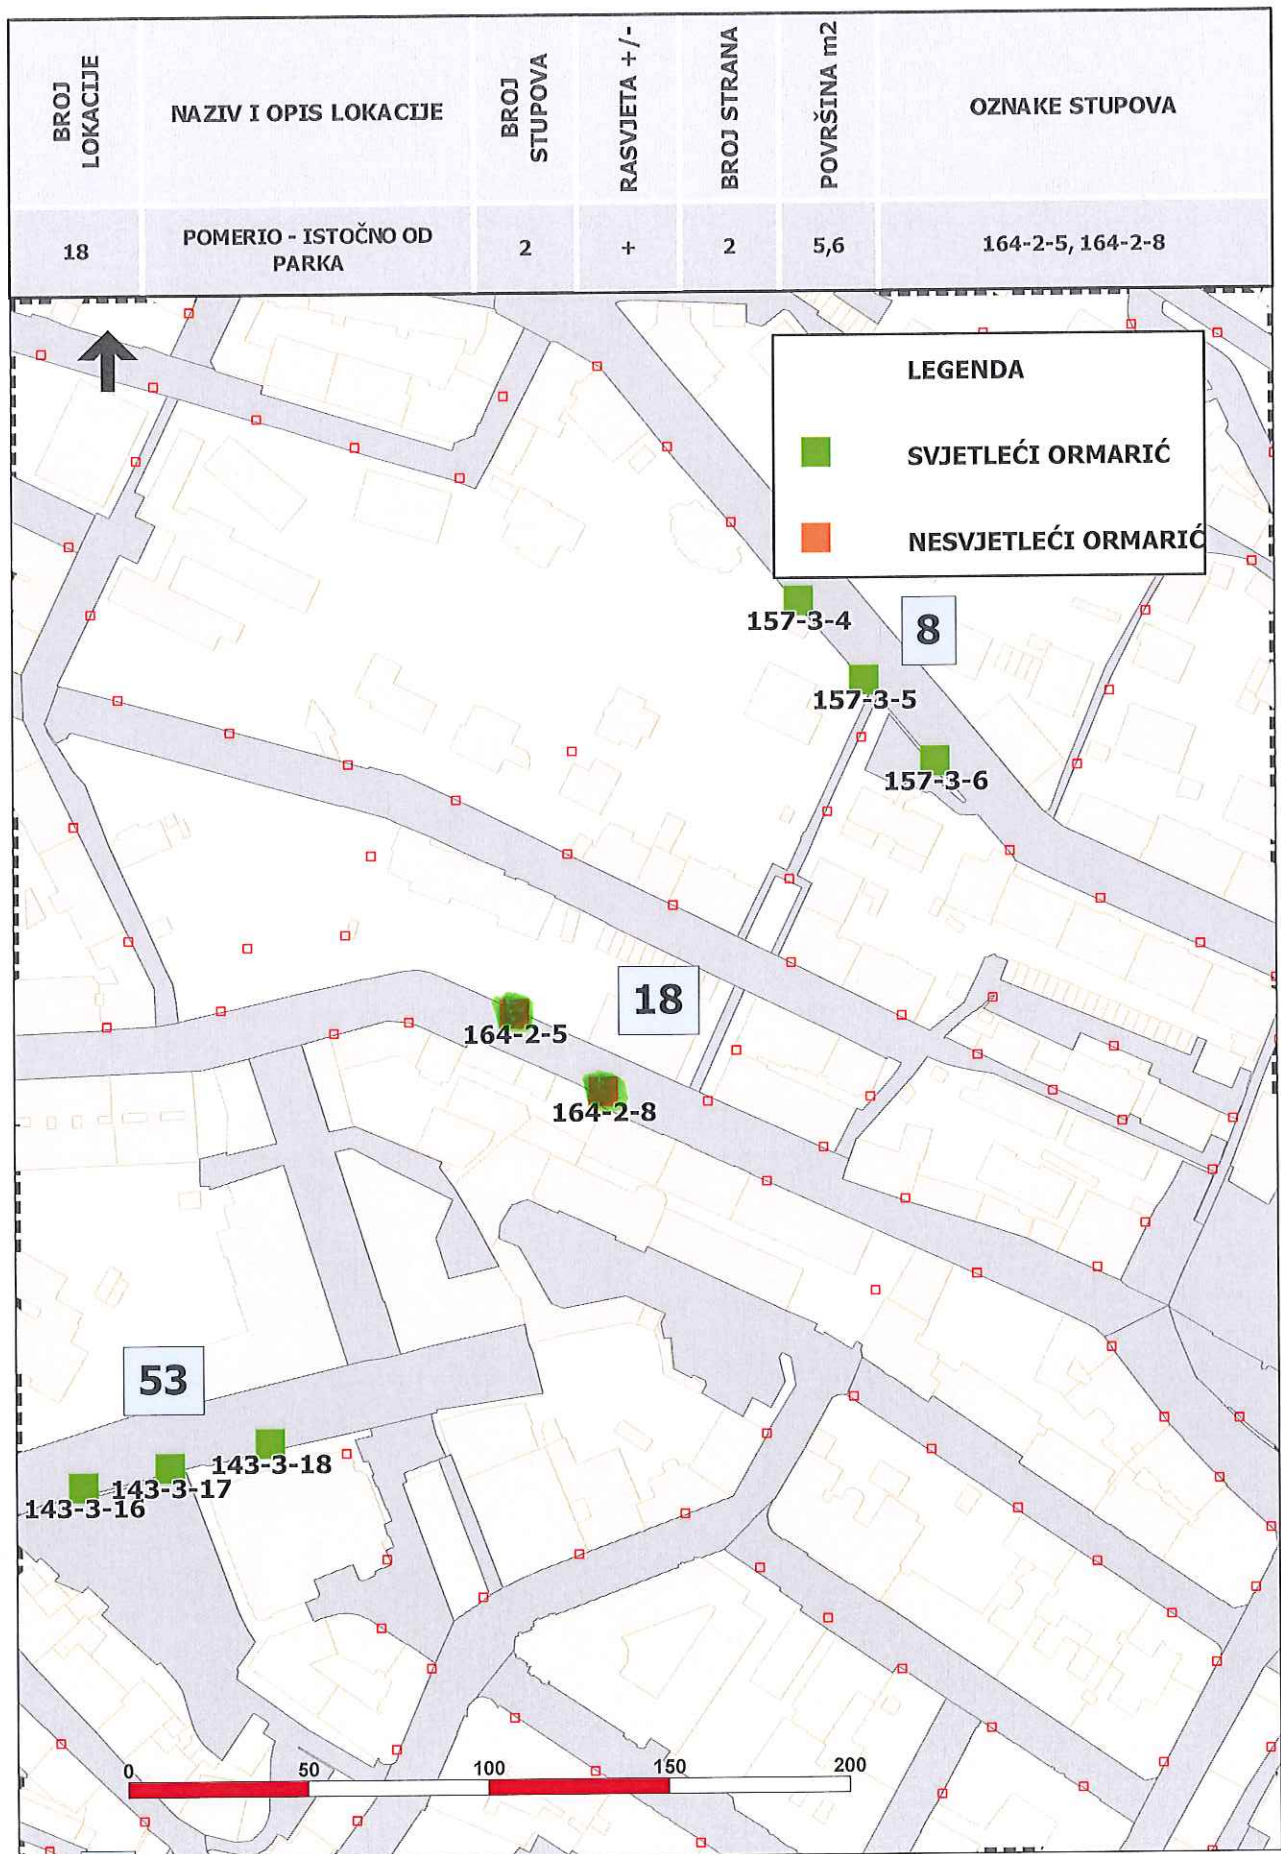 BROJ
LOKACIJE
NAZIV I OPIS LOKACIJE
BROJ
STUPOVA
RASVJETA +/-
BROJ STRANA
POVRŠINA m2
OZNAKE STUPOVA
18
POMERIO - ISTOČNO OD
PARKA
2
+
2
5,6
164-2-5, 164-2-8
LEGENDA
SVJETLEĆI ORMARIĆ
NESVJETLEĆI ORMARIĆ
157-3-4
8
157-3-5
157-3-6
18
164-2-5
164-2-8
53
143-3-18
143-3-17
143-3-16
0 50 100 150 200